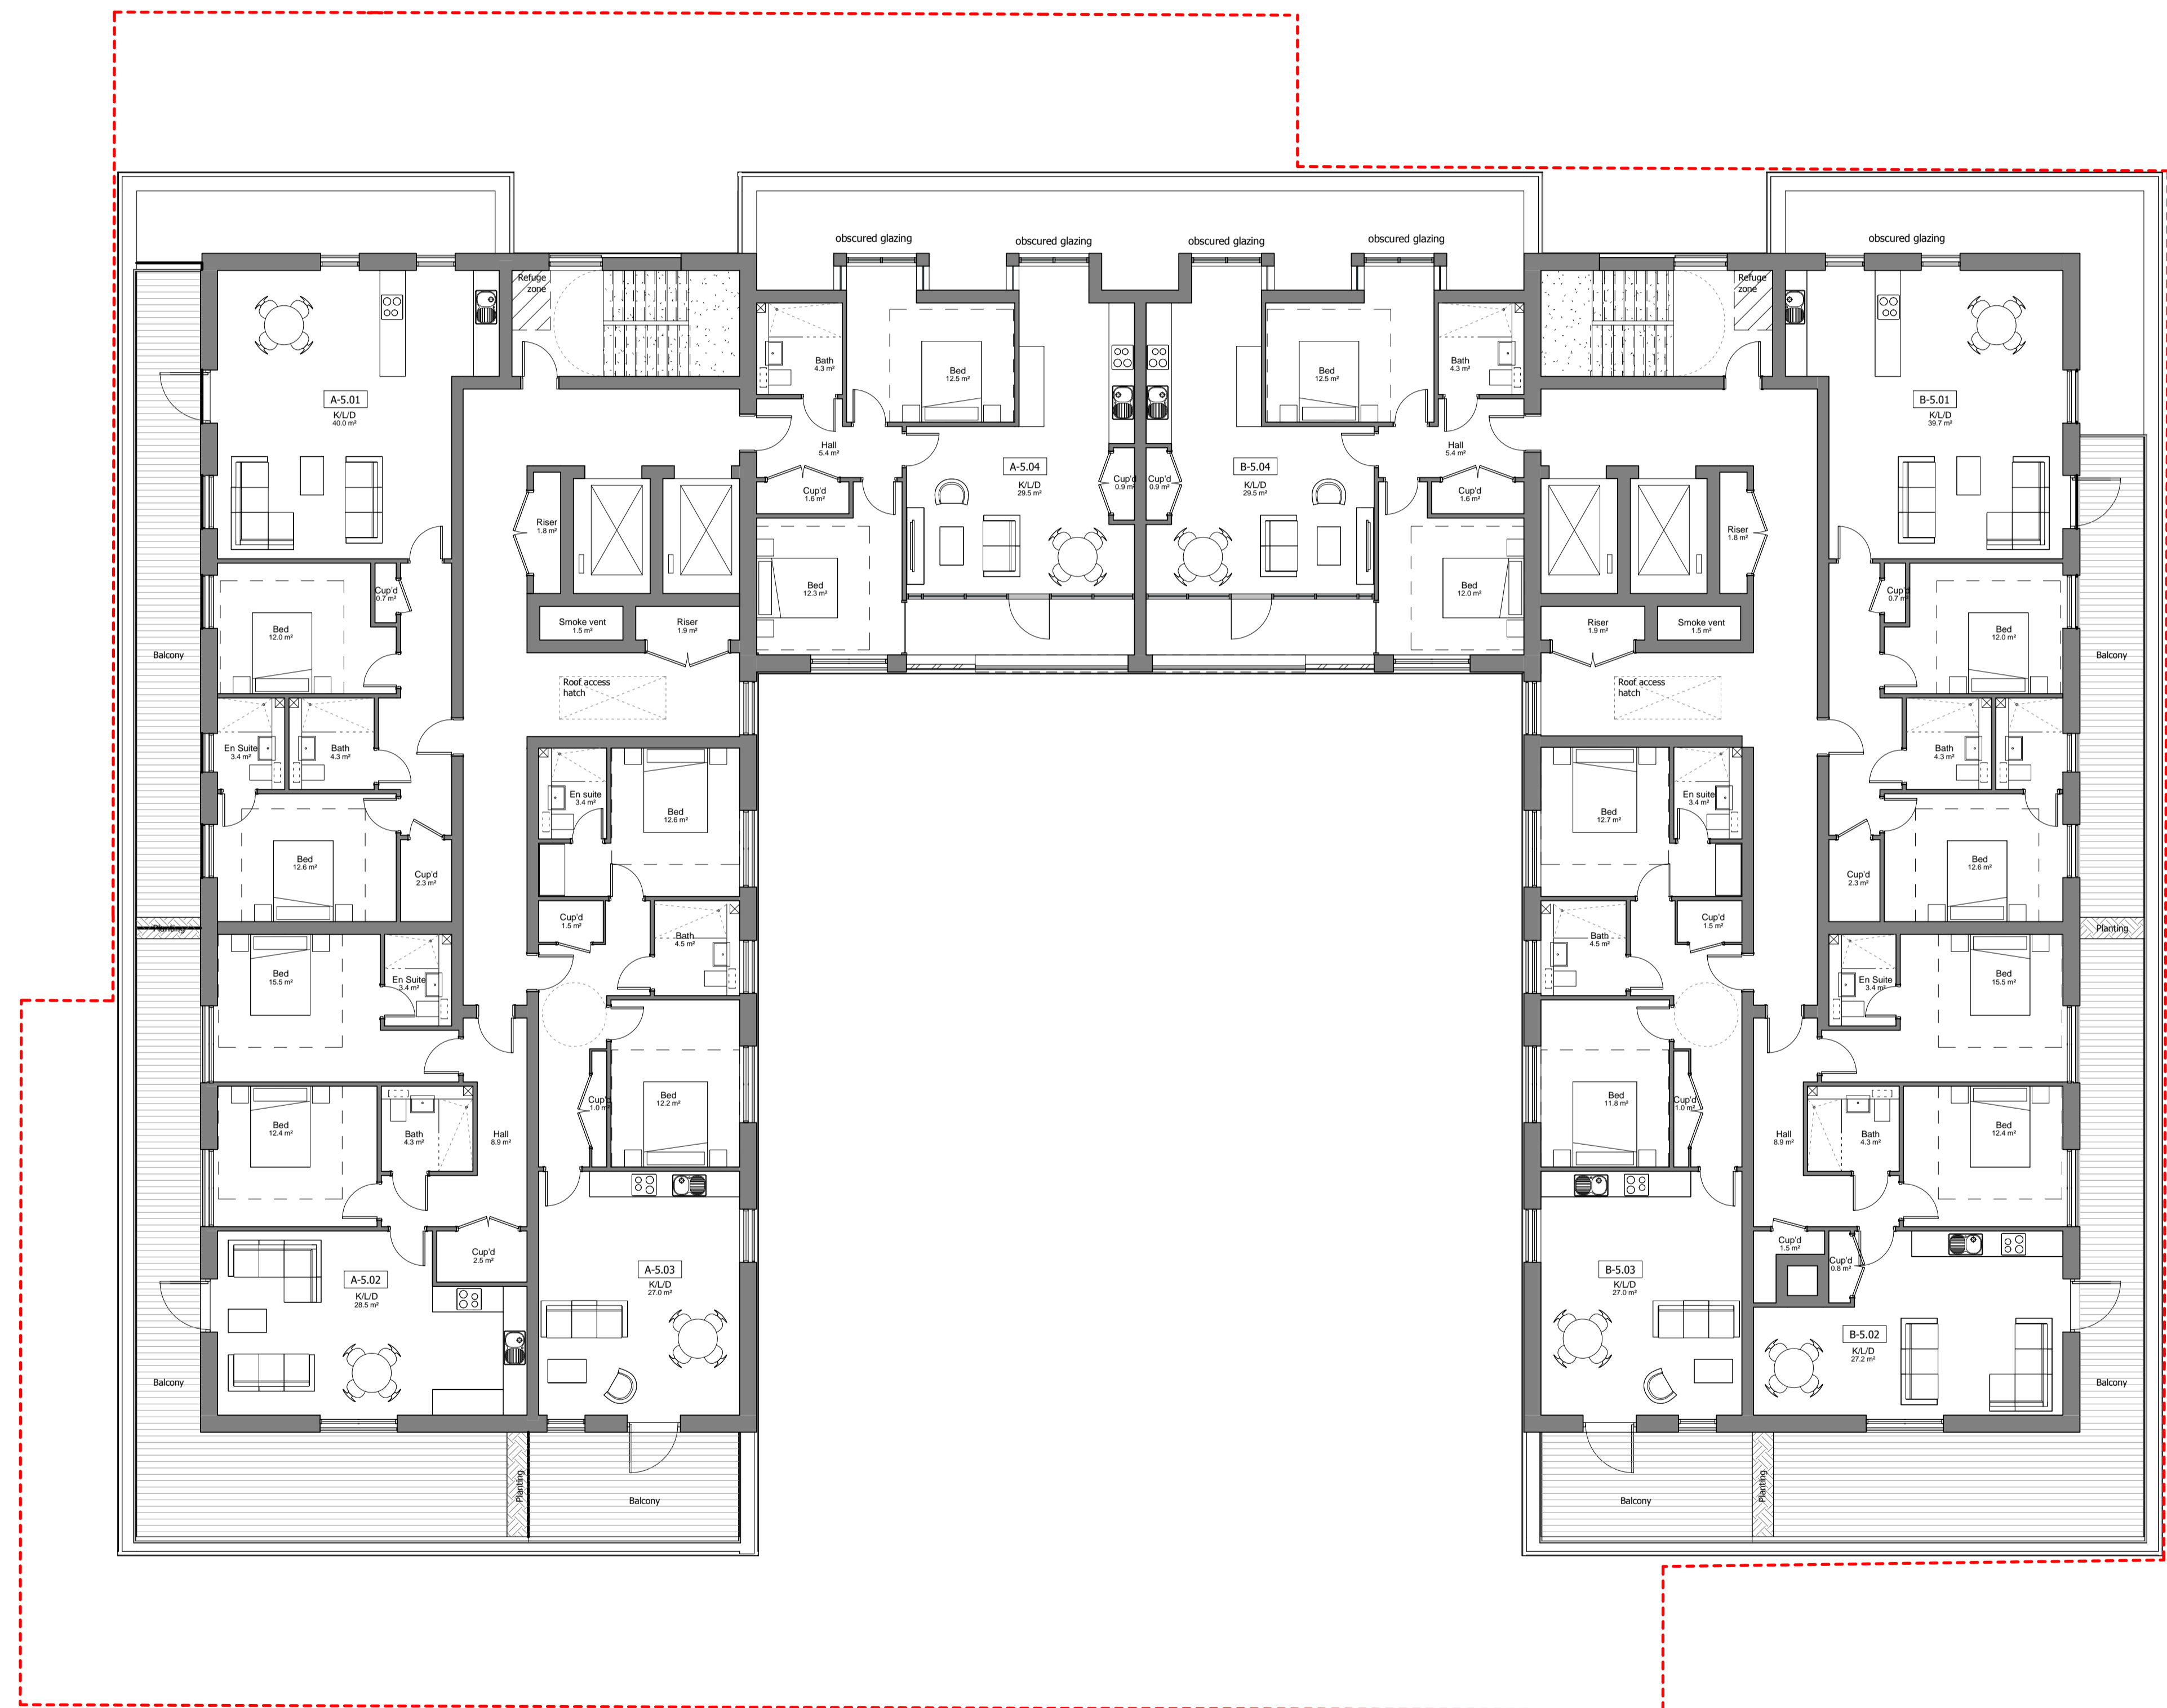 obscured glazing
obscured glazing
obscured glazing
obscured glazing
obscured glazing
Refuge
zone
Refuge
zone
A-5.01
K/L/D
40.0 m²
Bath
4.3 m²
Bed
12.5 m²
Bed
12.5 m²
Bath
4.3 m²
B-5.01
K/L/D
39.7 m²
Hall
5.4 m²
A-5.04
K/L/D
29.5 m²
Cup'd
0.9 m²
Cup'd
0.9 m²
B-5.04
K/L/D
29.5 m²
Hall
5.4 m²
Cup'd
1.6 m²
Cup'd
1.6 m²
Riser
1.8 m²
Riser
1.8 m²
Bed
12.3 m²
Bed
12.0 m²
Cup'd
0.7 m²
Cup'd
0.7 m²
Smoke vent
1.5 m²
Riser
1.9 m²
Riser
1.9 m²
Smoke vent
1.5 m²
Balcony
Bed
12.0 m²
Bed
12.0 m²
Balcony
Roof access
hatch
Roof access
hatch
En Suite
3.4 m²
Bath
4.3 m²
Bath
4.3 m²
En suite
3.4 m²
Bed
12.6 m²
Bed
12.7 m²
En suite
3.4 m²
Bed
12.6 m²
Cup'd
2.3 m²
Cup'd
2.3 m²
Bed
12.6 m²
Cup'd
1.5 m²
Cup'd
1.5 m²
Planting
Bath
4.5 m²
Bath
4.5 m²
Planting
Bed
15.5 m²
En Suite
3.4 m²
En Suite
3.4 m²
Bed
15.5 m²
Cup'd
1.0 m²
Bed
12.2 m²
Bed
11.8 m²
Cup'd
1.0 m²
Bed
12.4 m²
Bath
4.3 m²
Hall
8.9 m²
Hall
8.9 m²
Bath
4.3 m²
Bed
12.4 m²
Cup'd
2.5 m²
Cup'd
1.5 m²
Cup'd
0.8 m²
A-5.02
K/L/D
28.5 m²
A-5.03
K/L/D
27.0 m²
B-5.03
K/L/D
27.0 m²
B-5.02
K/L/D
27.2 m²
Balcony
Balcony
Planting
Balcony
Balcony
Planting